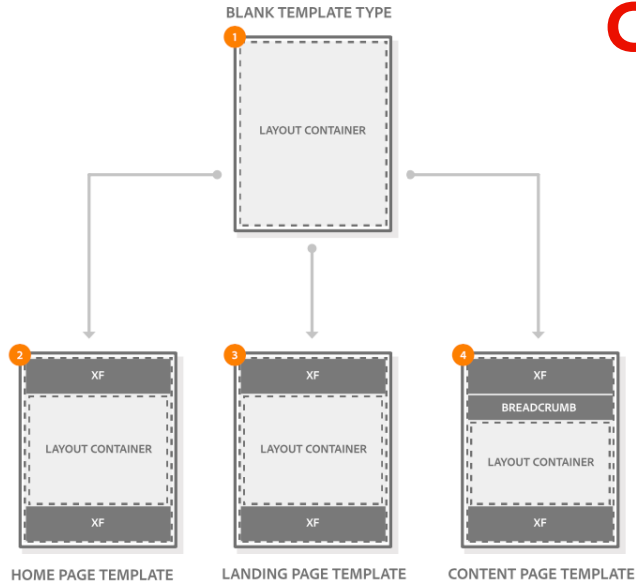 BLANK TEMPLATE TYPE
1
LAYOUT CONTAINER
2
XF
LAYOUT CONTAINER
XF
HOME PAGE TEMPLATE
3
XF
LAYOUT CONTAINER
XF
LANDING PAGE TEMPLATE
4
XF
BREADCRUMB
LAYOUT CONTAINER
XF
CONTENT PAGE TEMPLATE